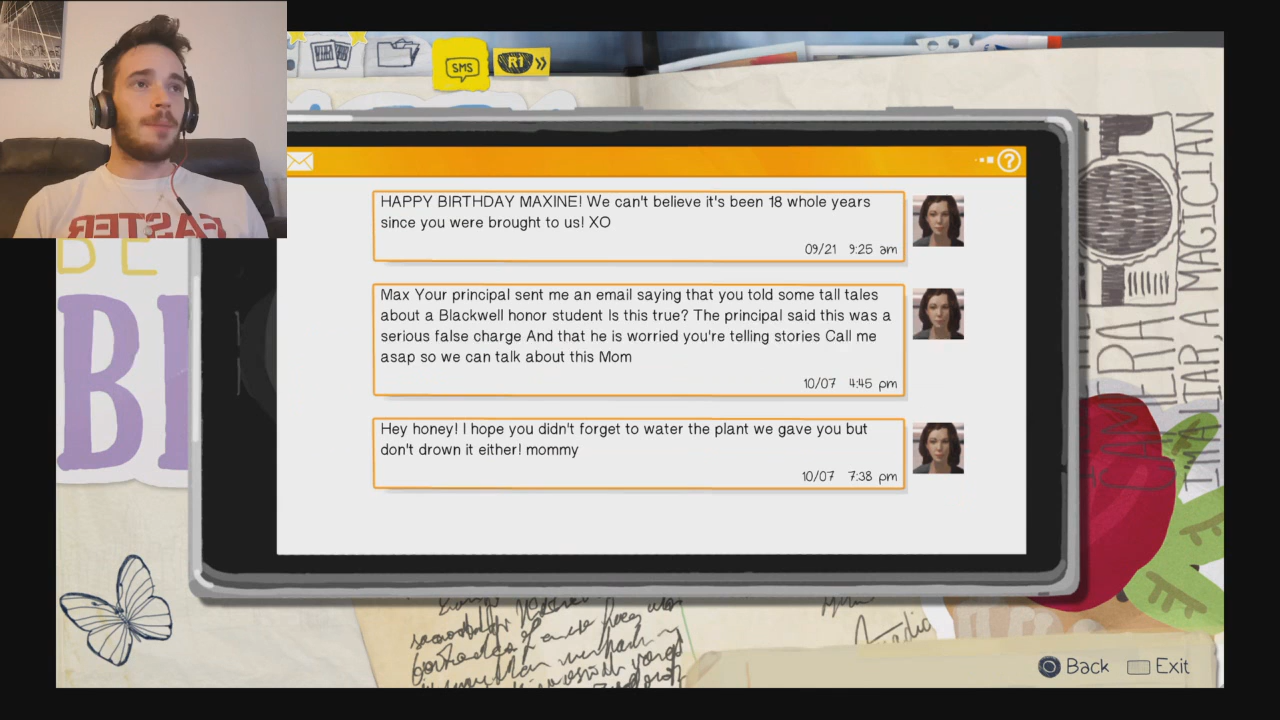 SMS
R1
HAPPY BIRTHDAY MAXINE! We can't believe it's been 18 whole years
since you were brought to us! XO
09/21 9:25 am
Max Your principal sent me an email saying that you told some tall tales
about a Blackwell honor student Is this true? The principal said this was a
serious false charge And that he is worried you're telling stories Call me
asap so we can talk about this Mom
10/07 4:45 pm
Hey honey! I hope you didn't forget to water the plant we gave you but
don't drown it either! mommy
10/07 7:38 pm
BE
CAMERA
LIAR, A MAGICIAN
Back
Exit